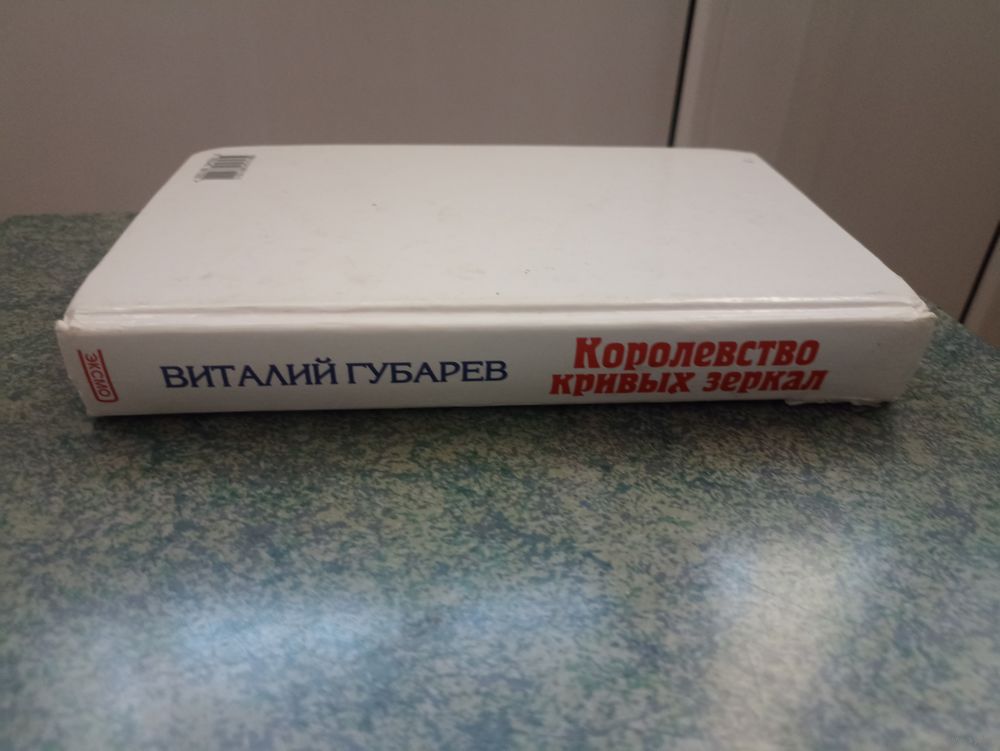 ЭКСМО
ВИТАЛИЙ ГУБАРЕВ
Королевство
кривых зеркал